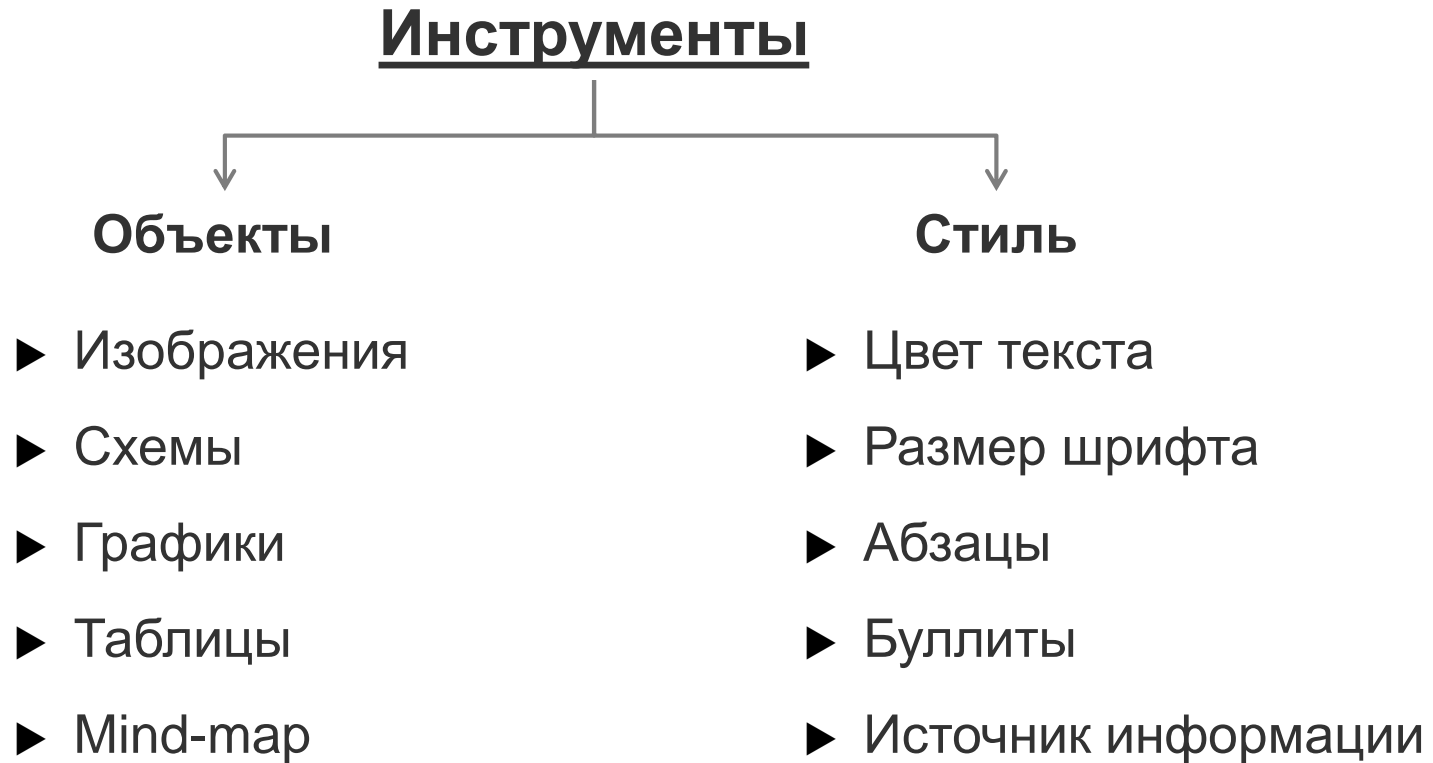 Инструменты
Объекты
Изображения
Схемы
Графики
Таблицы
Mind-map
Стиль
Цвет текста
Размер шрифта
Абзацы
Буллиты
Источник информации